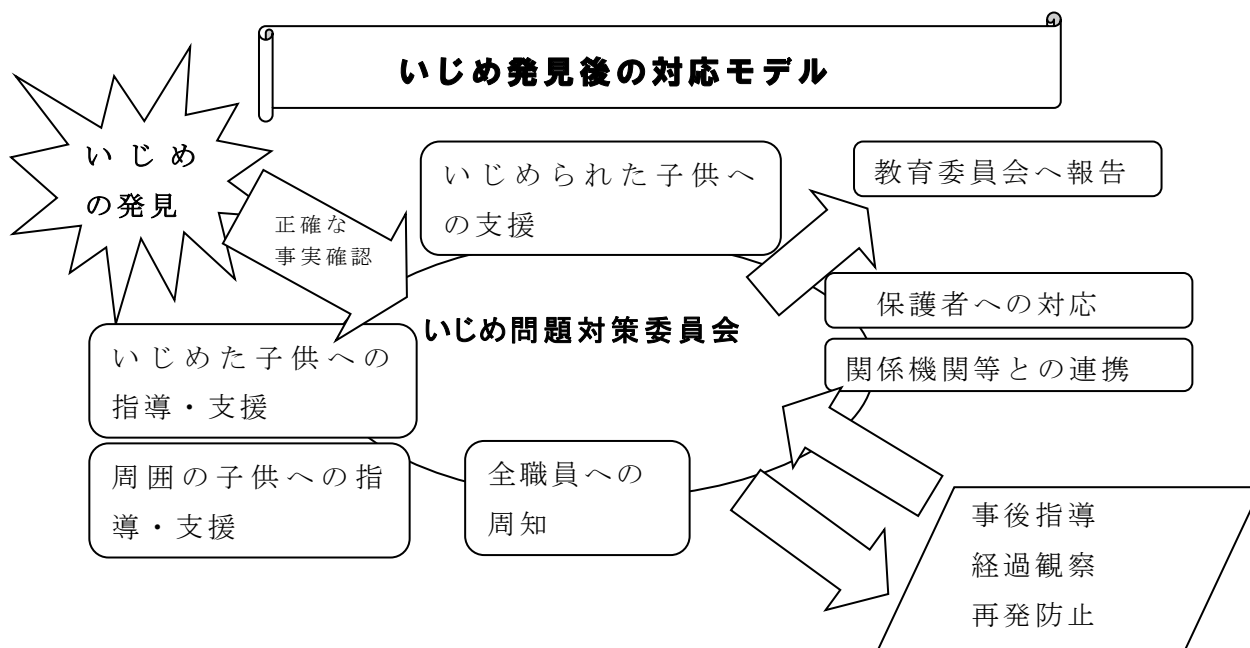 いじめ発見後の対応モデル
いじめ
の発見
正確な
事実確認
いじめられた子供へ
の支援
教育委員会へ報告
保護者への対応
関係機関等との連携
いじめ問題対策委員会
いじめた子供への
指導・支援
周囲の子供への指
導・支援
全職員への
周知
事後指導
経過観察
再発防止